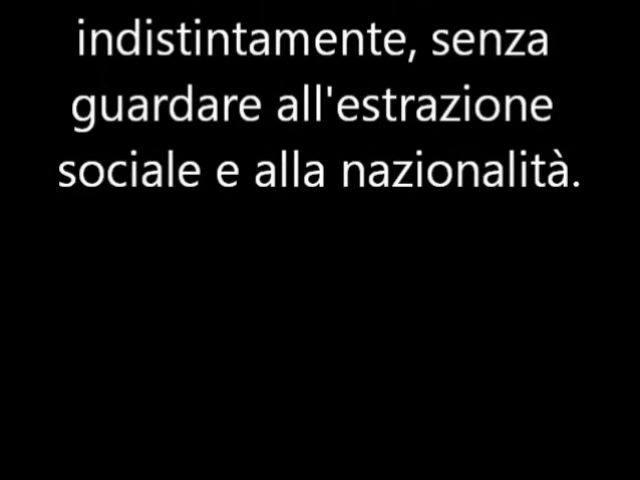 indistintamente, senza
guardare all'estrazione
sociale e alla nazionalità.